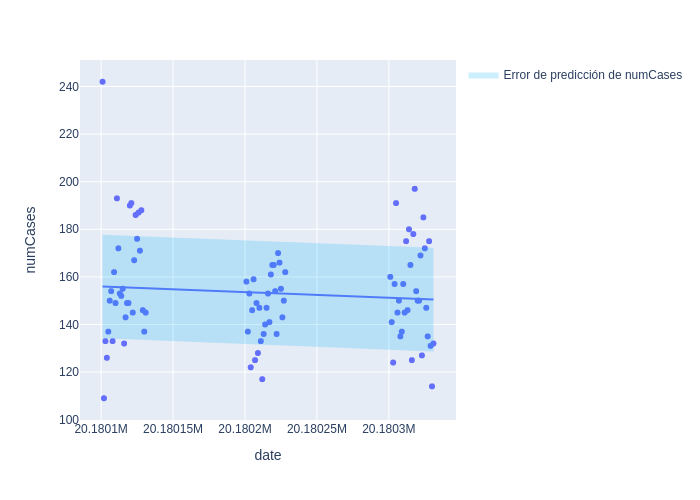 Error de predicción de numCases
numCases
240
220
200
180
160
140
120
100
20.1801M
20.18015M
20.1802M
20.18025M
20.1803M
date